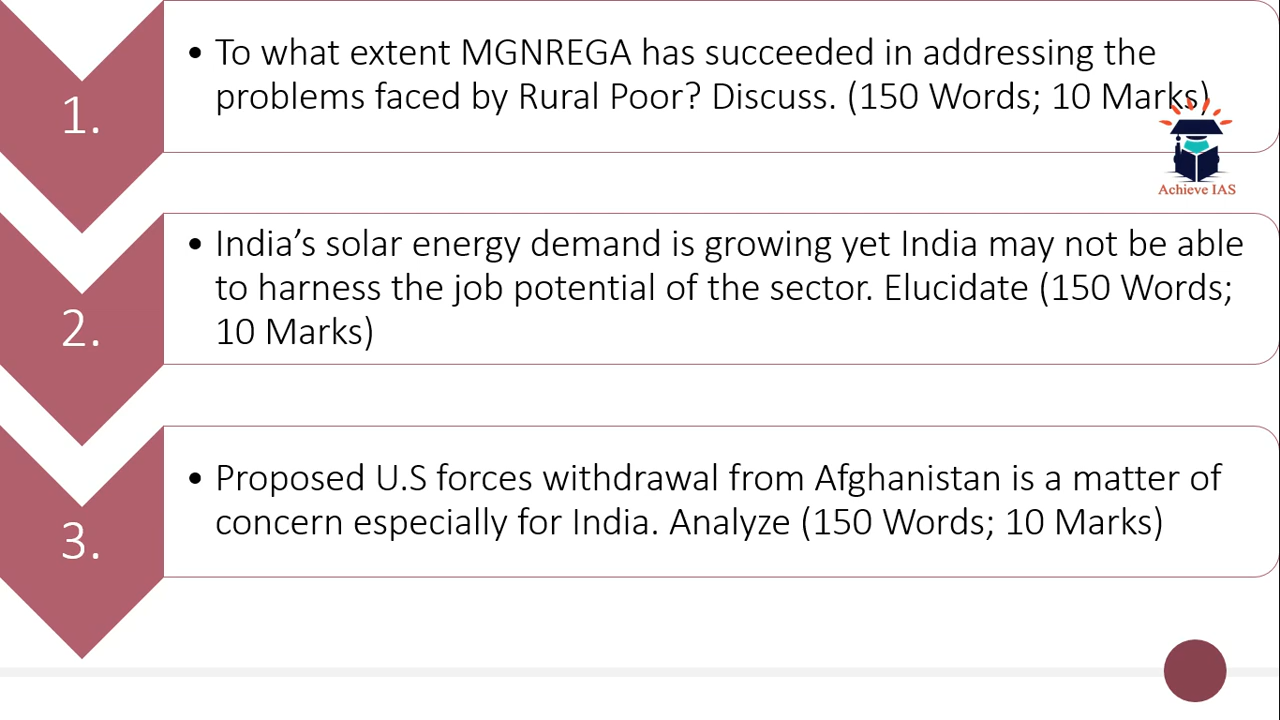 1.
• To what extent MGNREGA has succeeded in addressing the
problems faced by Rural Poor? Discuss. (150 Words; 10 Marks)
Achieve IAS
2.
• India’s solar energy demand is growing yet India may not be able
to harness the job potential of the sector. Elucidate (150 Words;
10 Marks)
3.
• Proposed U.S forces withdrawal from Afghanistan is a matter of
concern especially for India. Analyze (150 Words; 10 Marks)